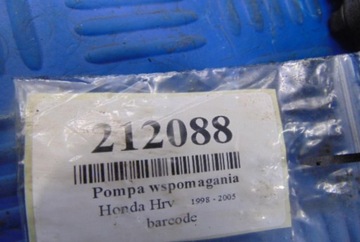 212088
Pompa wspomagania
Honda Hrv 1998 - 2005
barcode